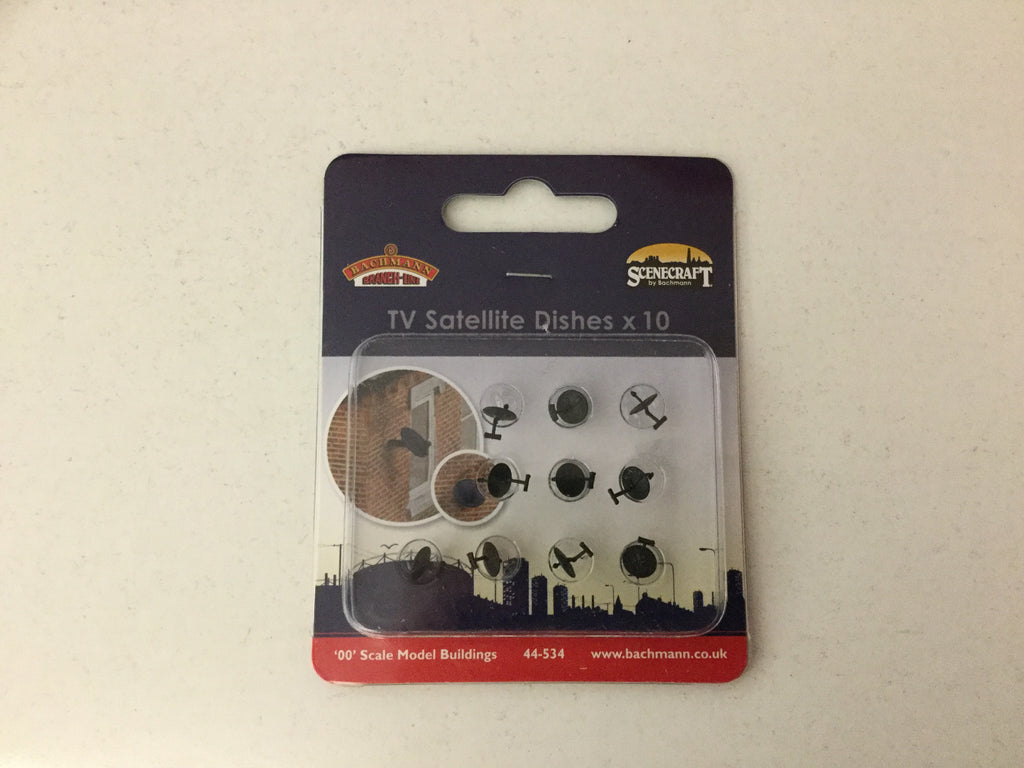 BACHMANN
BRANCH-LINE
SCENECRAFT
by Bachmann
TV Satellite Dishes x 10
'00' Scale Model Buildings 44-534 www.bachmann.co.uk